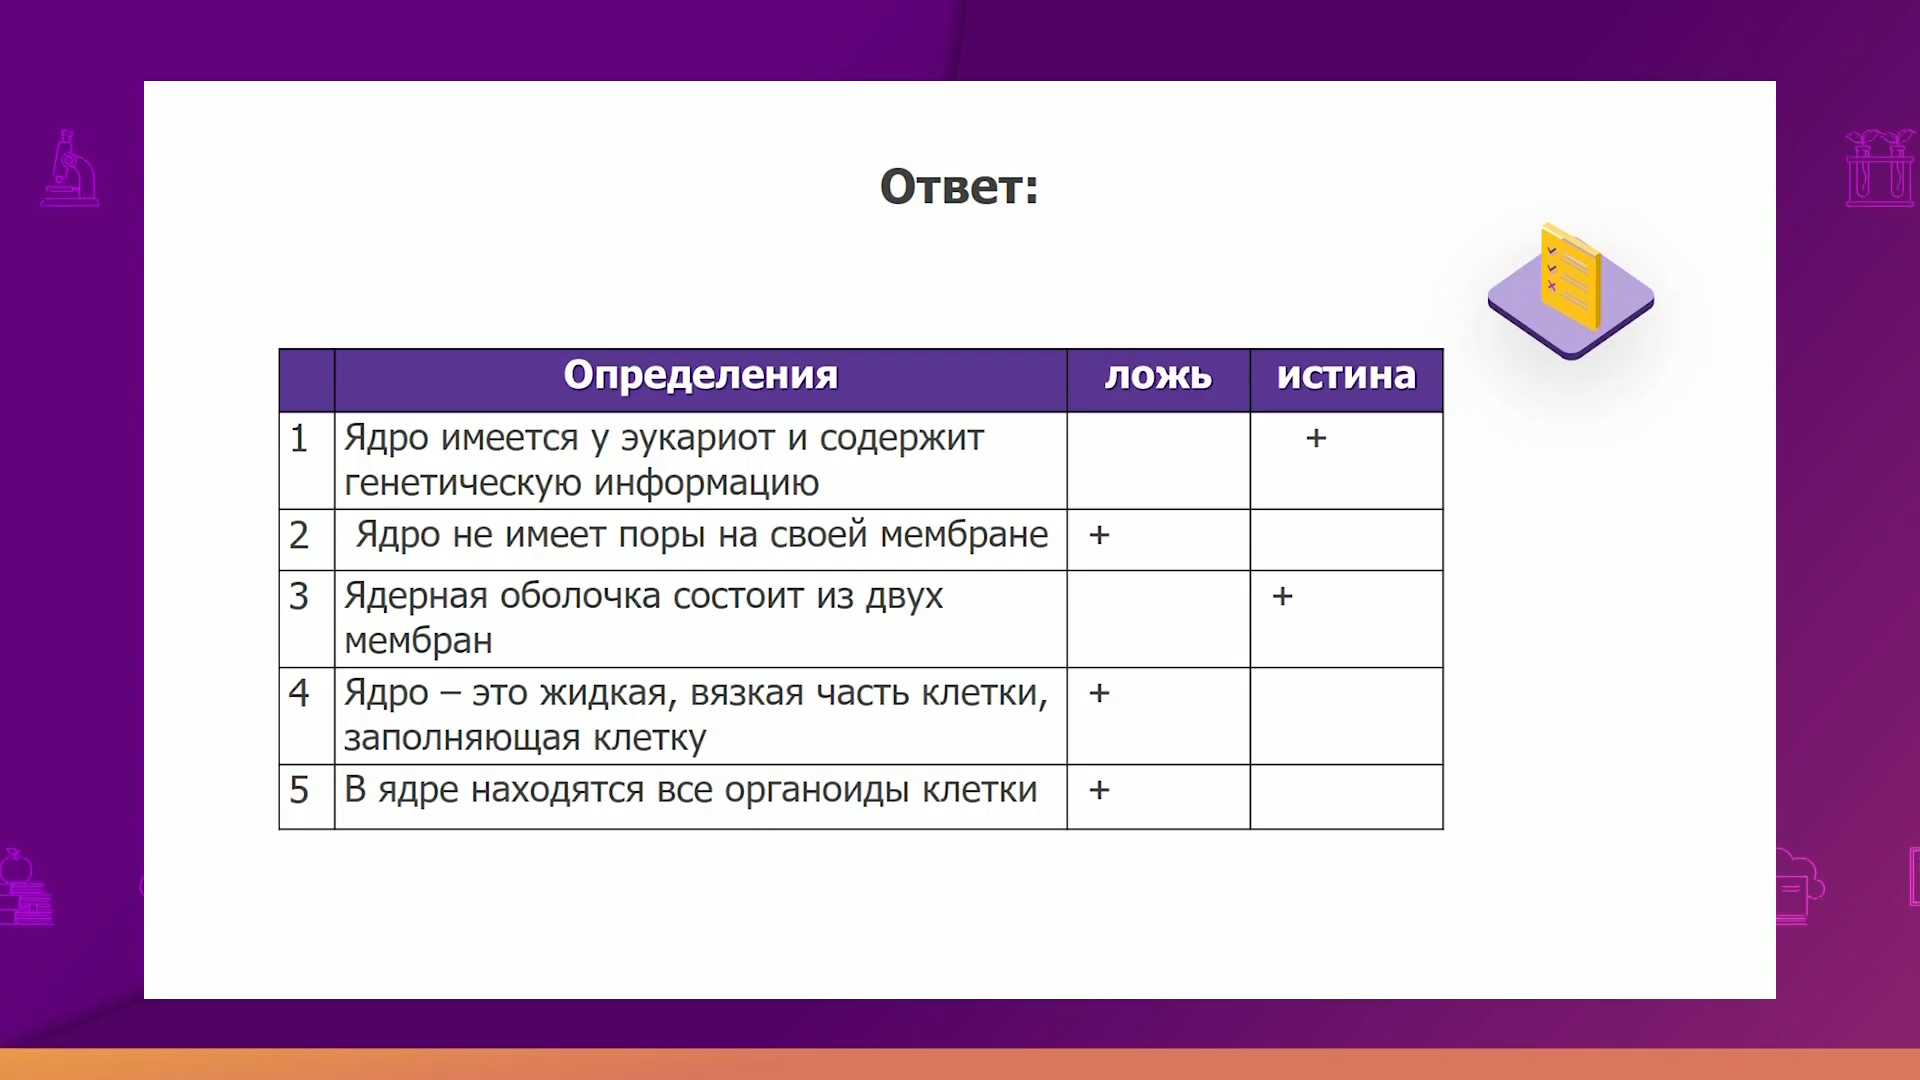 Ответ:
Определения ложь истина
1 Ядро имеется у эукариот и содержит +
генетическую информацию
2 Ядро не имеет поры на своей мембране +
3 Ядерная оболочка состоит из двух +
мембран
4 Ядро – это жидкая, вязкая часть клетки, +
заполняющая клетку
5 В ядре находятся все органоиды клетки +